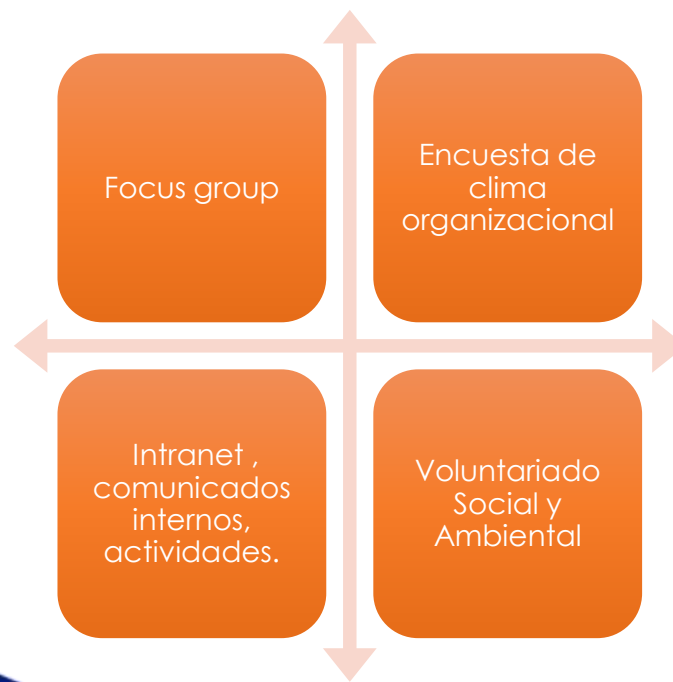 Focus group
Encuesta de
clima
organizacional
Intranet ,
comunicados
internos,
actividades.
Voluntariado
Social y
Ambiental